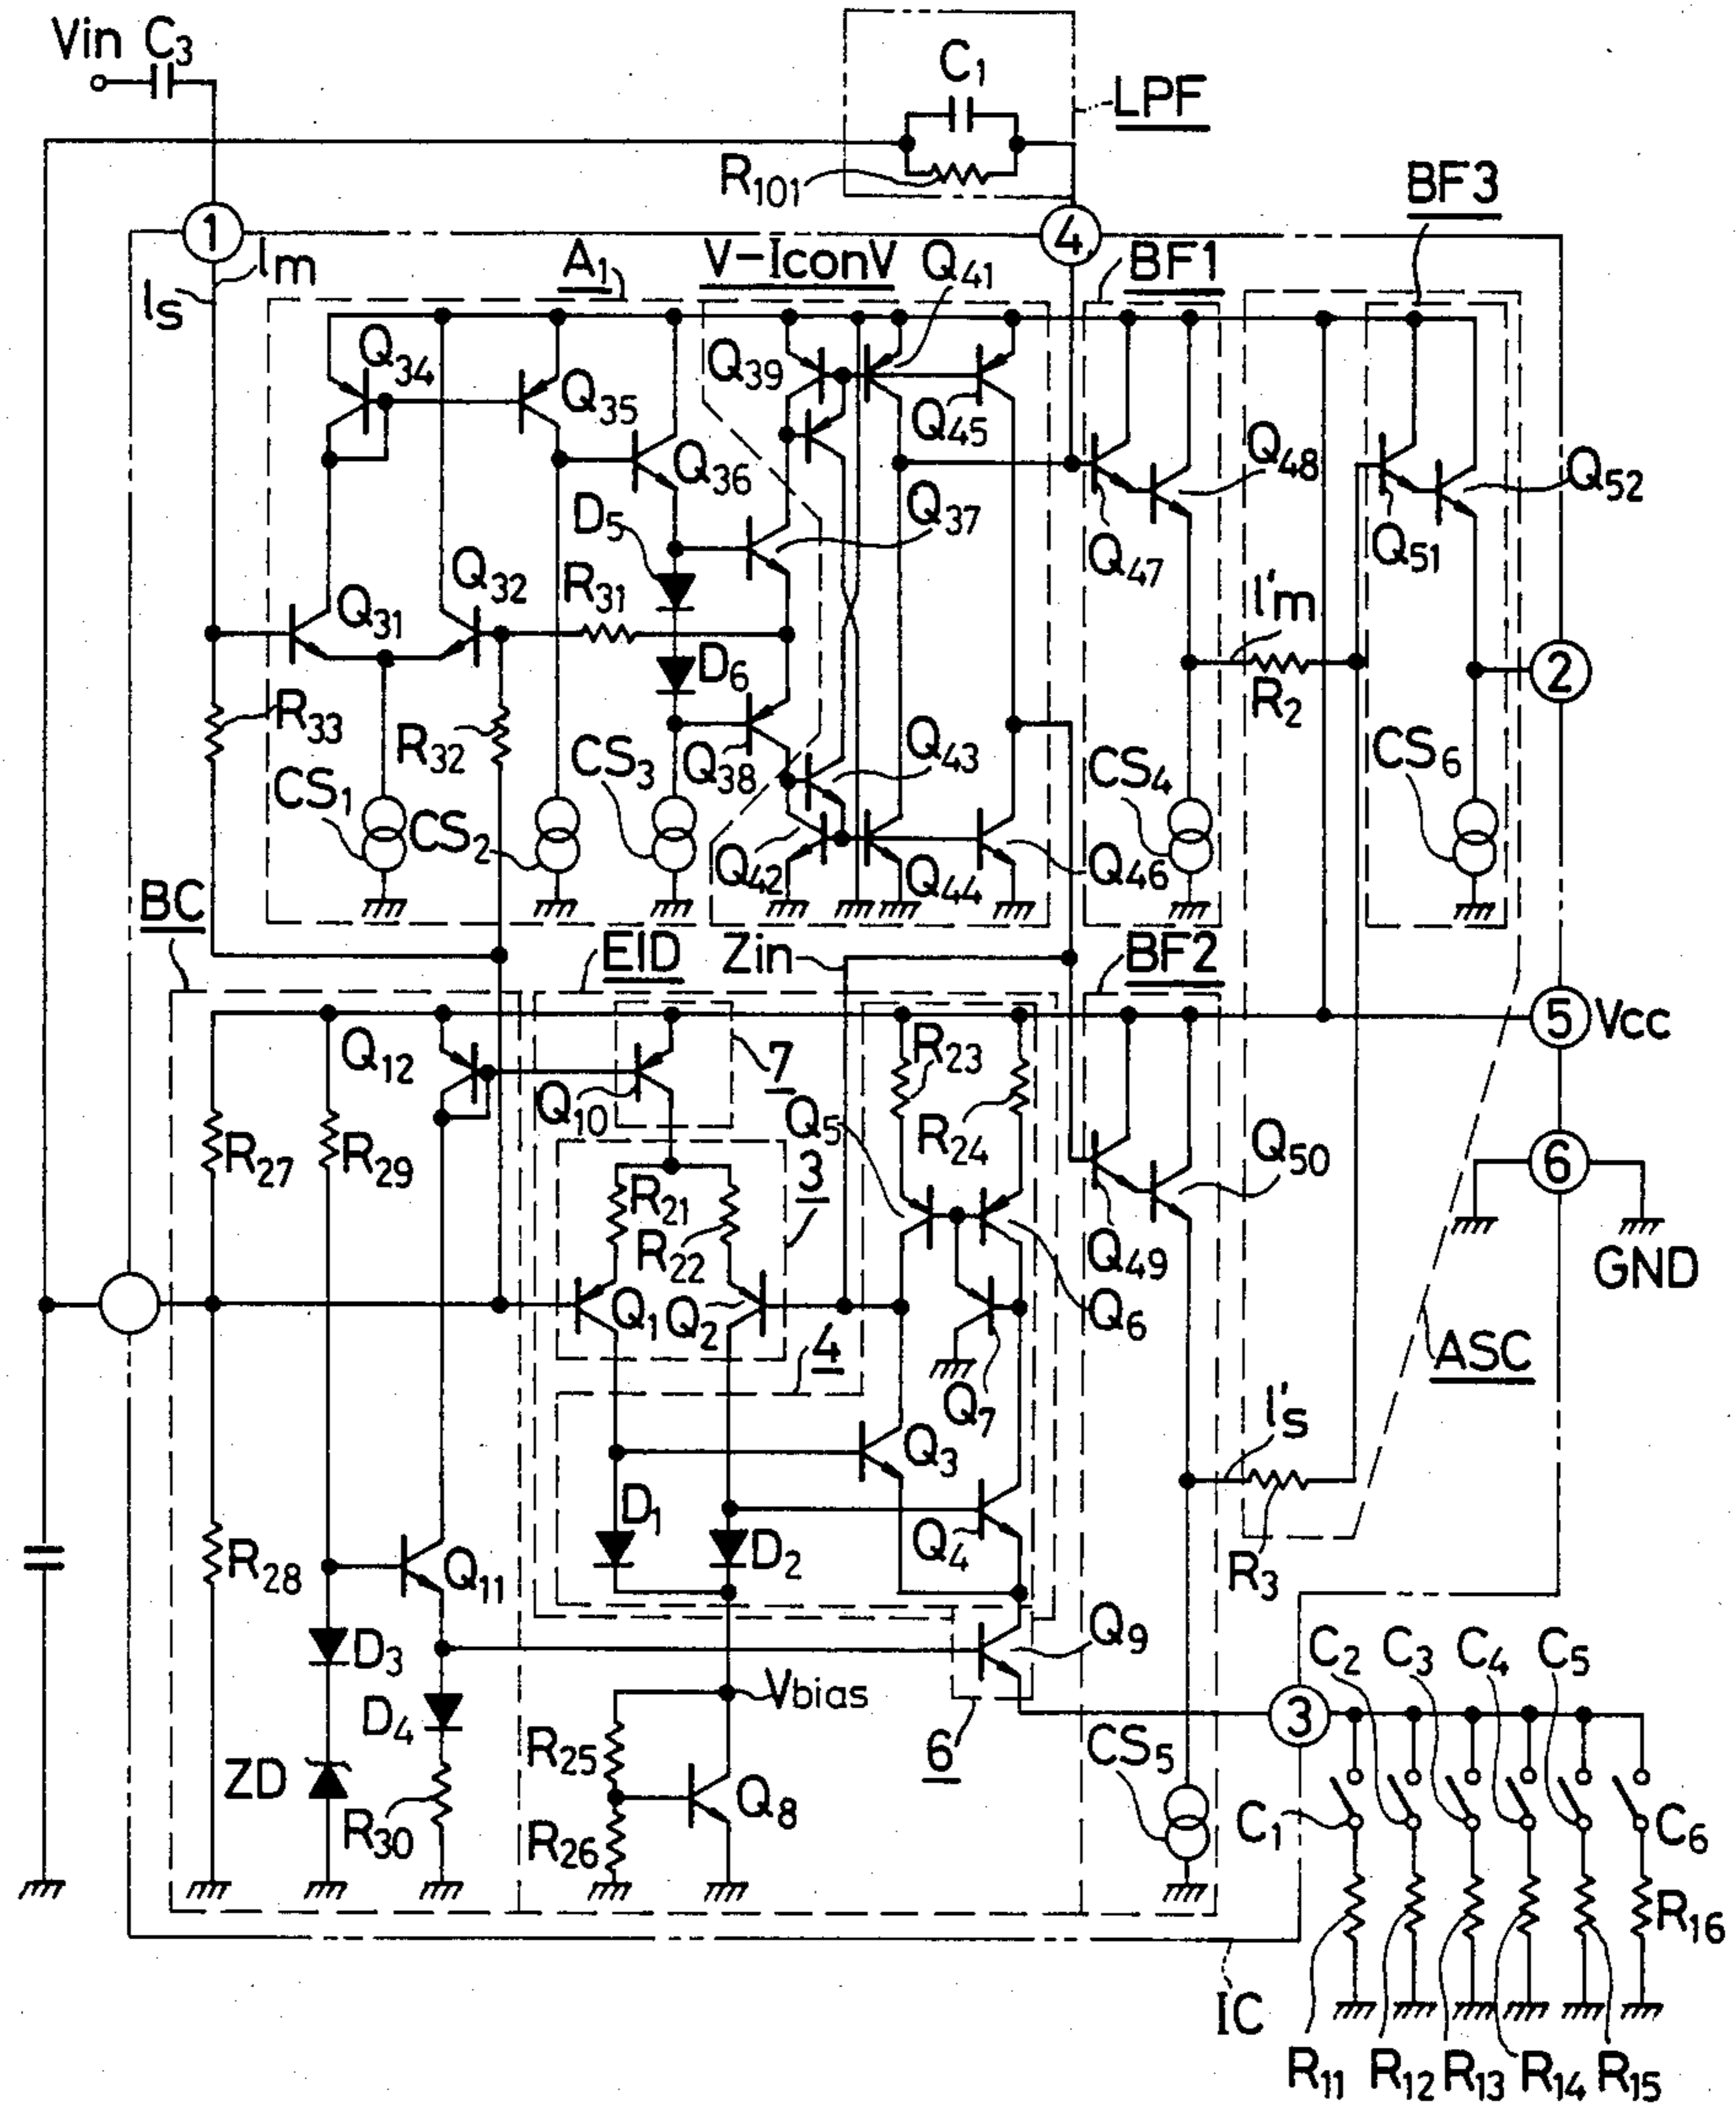 Vin C3
C1
LPF
R101
BF3
1
4
lm
ls
A1
V-IconV
Q41
BF1
Q34
Q35
Q39
Q45
Q36
Q48
Q52
D5
Q37
Q47
Q51
Q31
Q32
R31
l'm
D6
R2
2
R33
R32
CS1
CS2
CS3
Q38
Q43
CS4
CS6
Q42
Q44
Q46
BC
EID
Zin
BF2
5
Vcc
Q12
Q10
7
R23
Q5
R24
R27
R29
3
R21
R22
Q50
6
Q49
GND
Q1
Q2
Q6
4
Q7
ASC
Q3
l's
D1
D2
Q4
R28
Q11
R3
D3
Q9
C2
C3
C4
C5
D4
Vbias
3
R25
6
CS5
ZD
R30
Q8
R26
C1
C6
R16
IC
R11
R12
R13
R14
R15